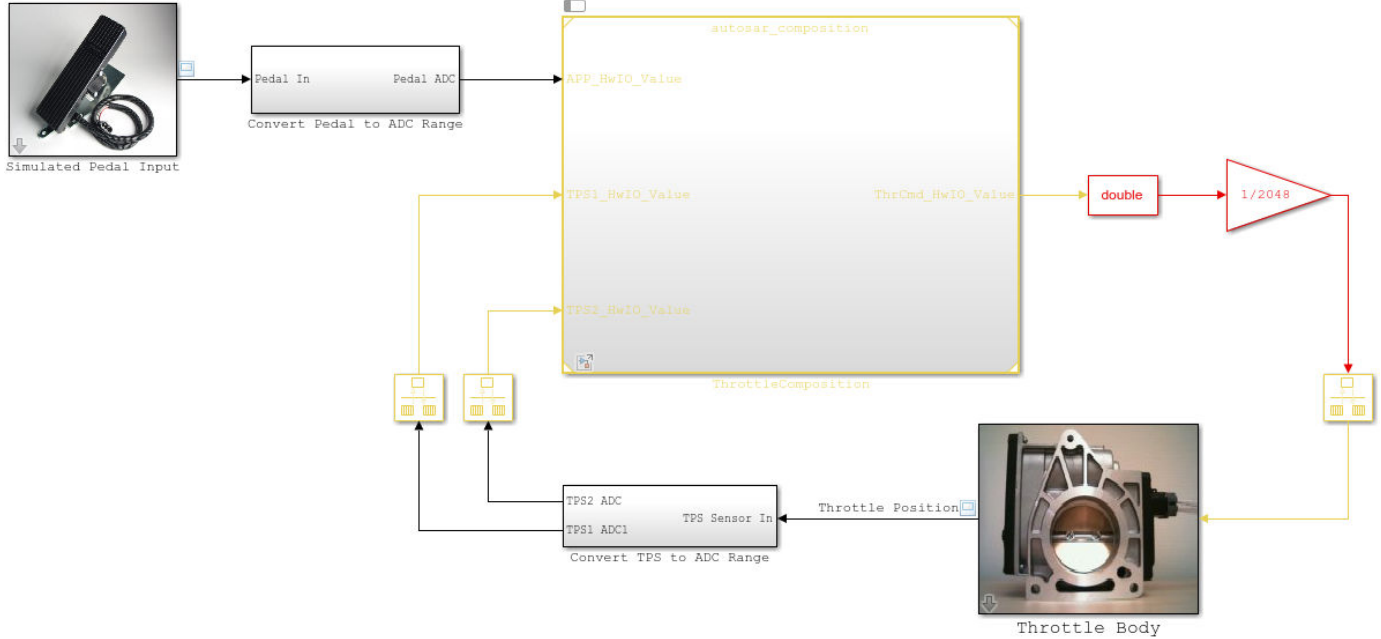 autosar_composition
Pedal In
Pedal ADC
APP_HwIO_Value
Convert Pedal to ADC Range
Simulated Pedal Input
TPS1_HwIO_Value
ThrCmd_HwIO_Value
double
1/2048
TPS2_HwIO_Value
ThrottleComposition
TPS2 ADC
TPS Sensor In
Throttle Position
TPS1 ADC1
Convert TPS to ADC Range
Throttle Body